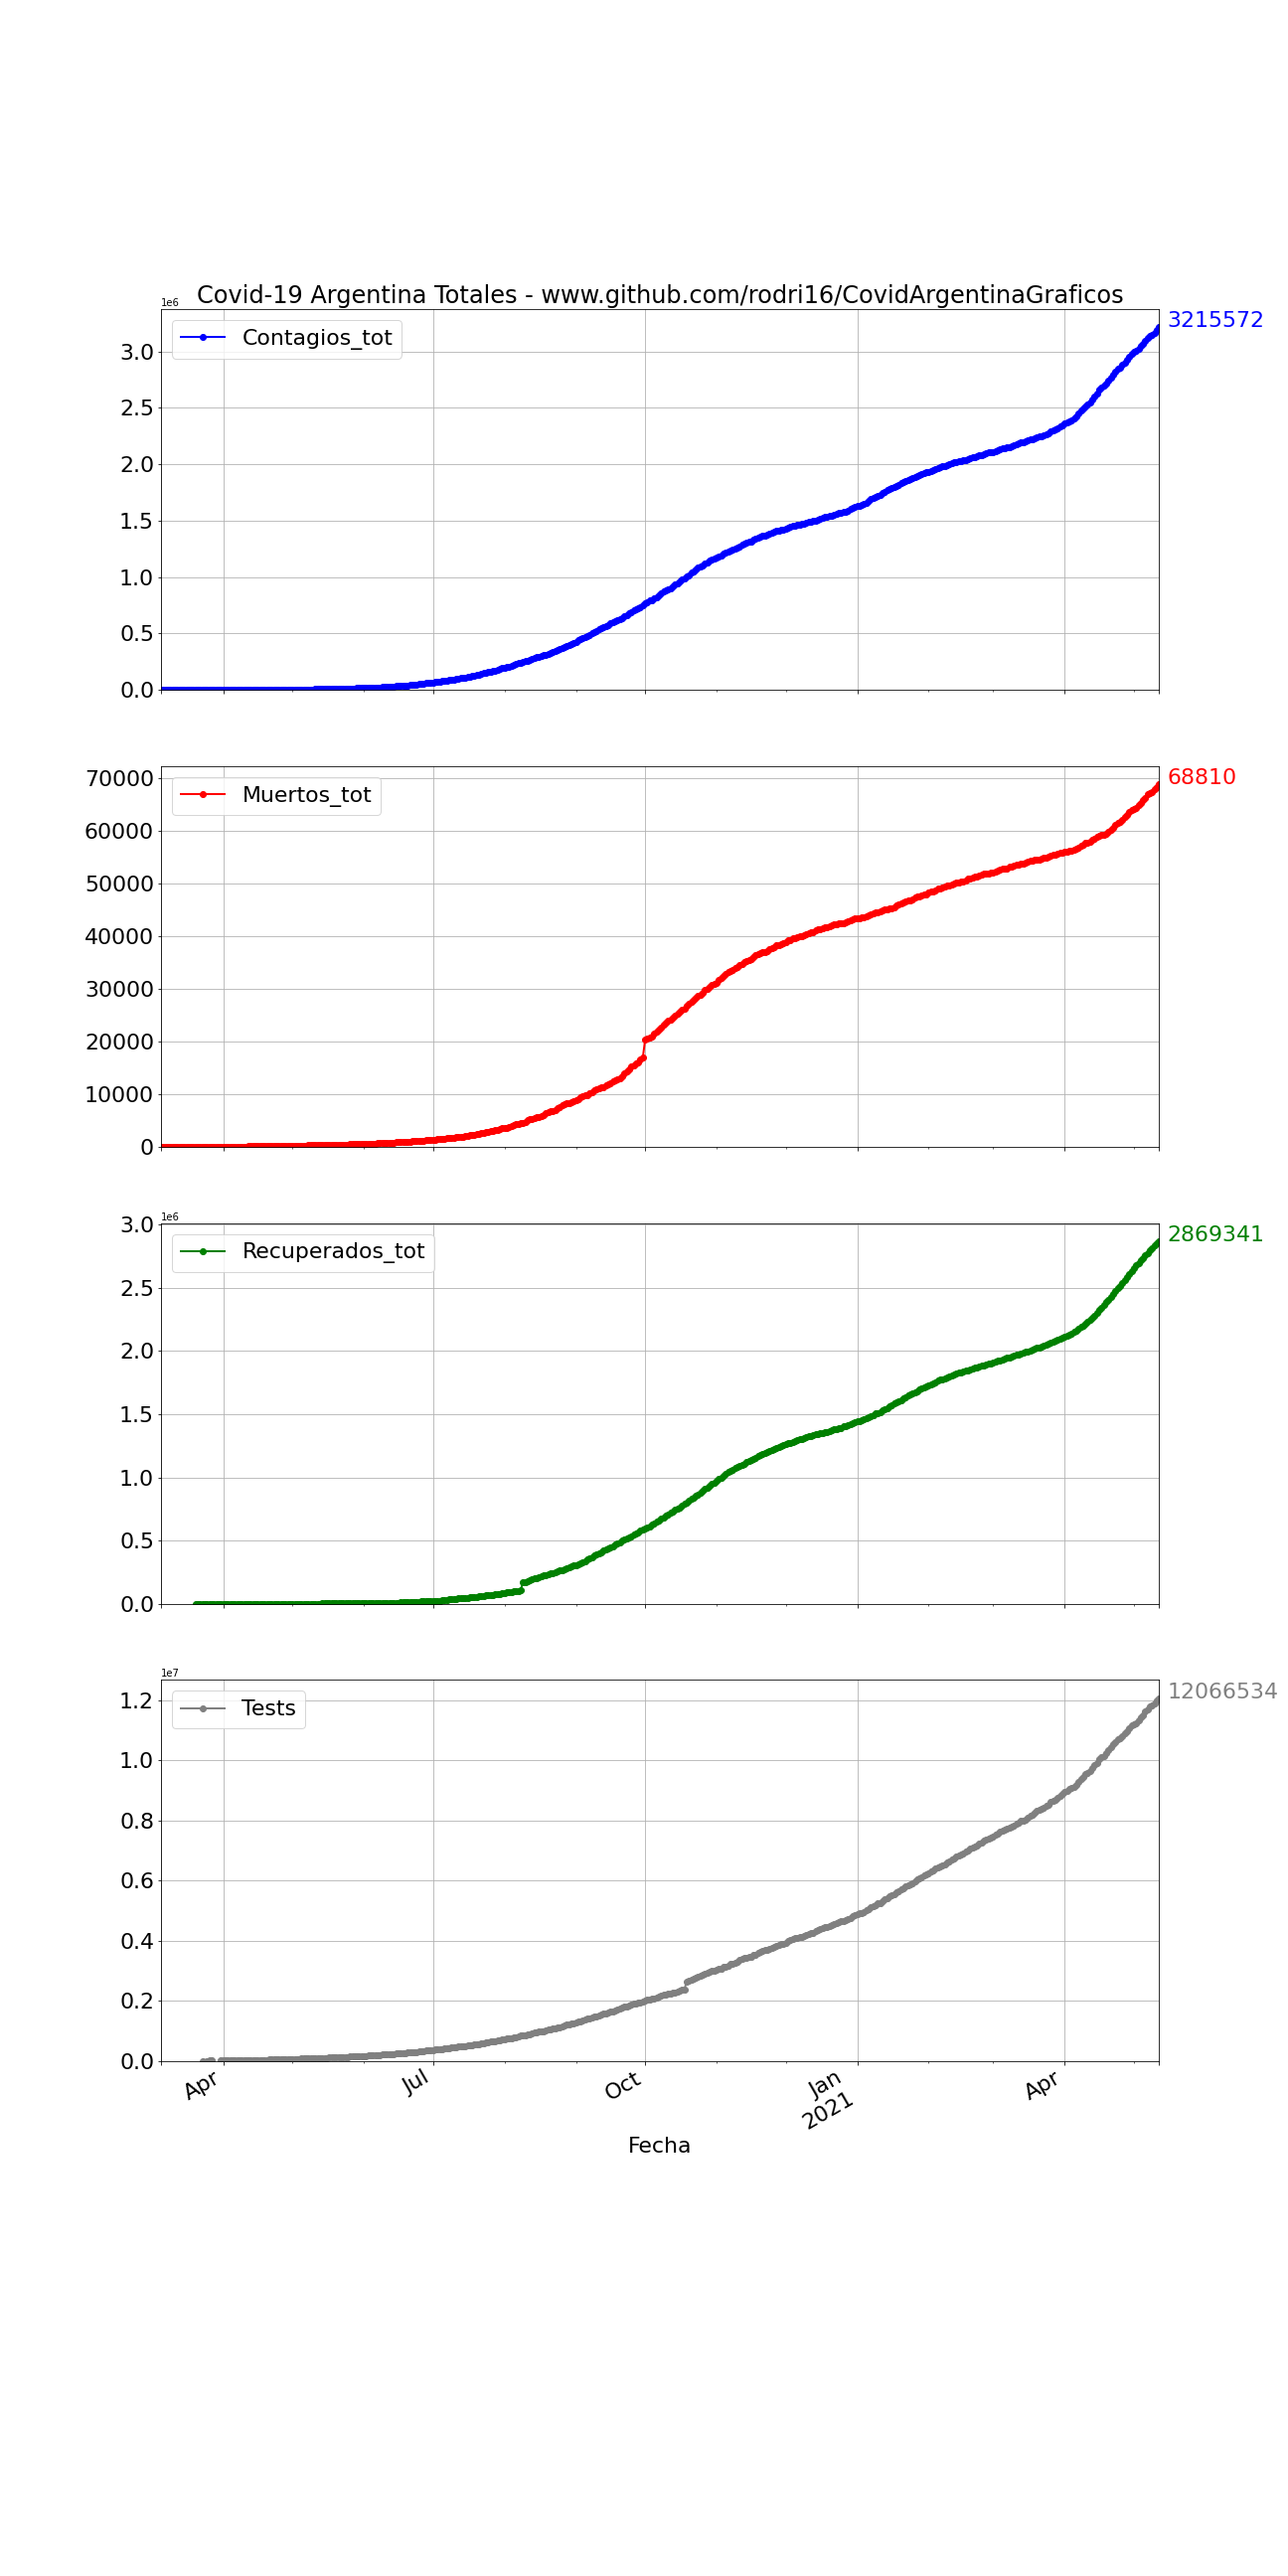 Covid-19 Argentina Totales - www.github.com/rodri16/CovidArgentinaGraficos
1e6
Contagios_tot
3215572
3.0
2.5
2.0
1.5
1.0
0.5
0.0
Muertos_tot
68810
70000
60000
50000
40000
30000
20000
10000
0
1e6
Recuperados_tot
2869341
3.0
2.5
2.0
1.5
1.0
0.5
0.0
1e7
Tests
12066534
1.2
1.0
0.8
0.6
0.4
0.2
0.0
Apr
Jul
Oct
Jan
2021
Apr
Fecha